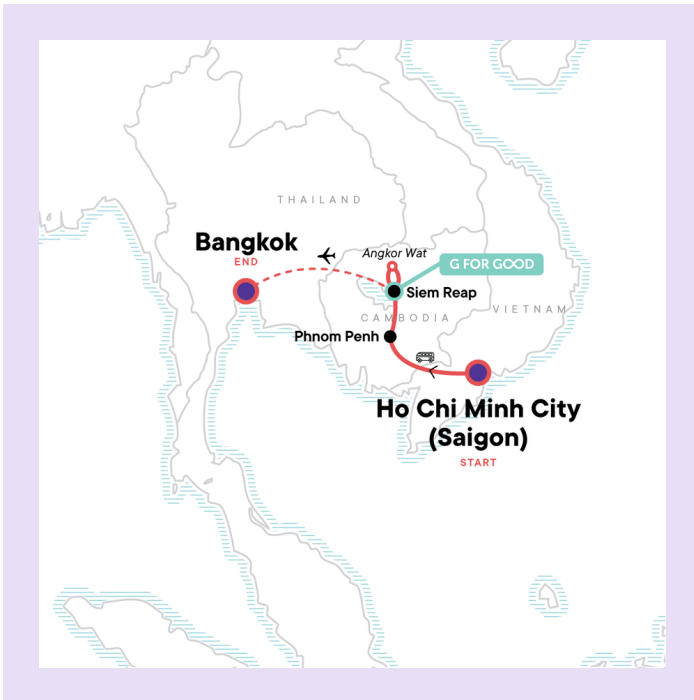 THAILAND
Bangkok
END
Angkor Wat
G FOR GOOD
Siem Reap
CAMBODIA
VIETNAM
Phnom Penh
Ho Chi Minh City
(Saigon)
START